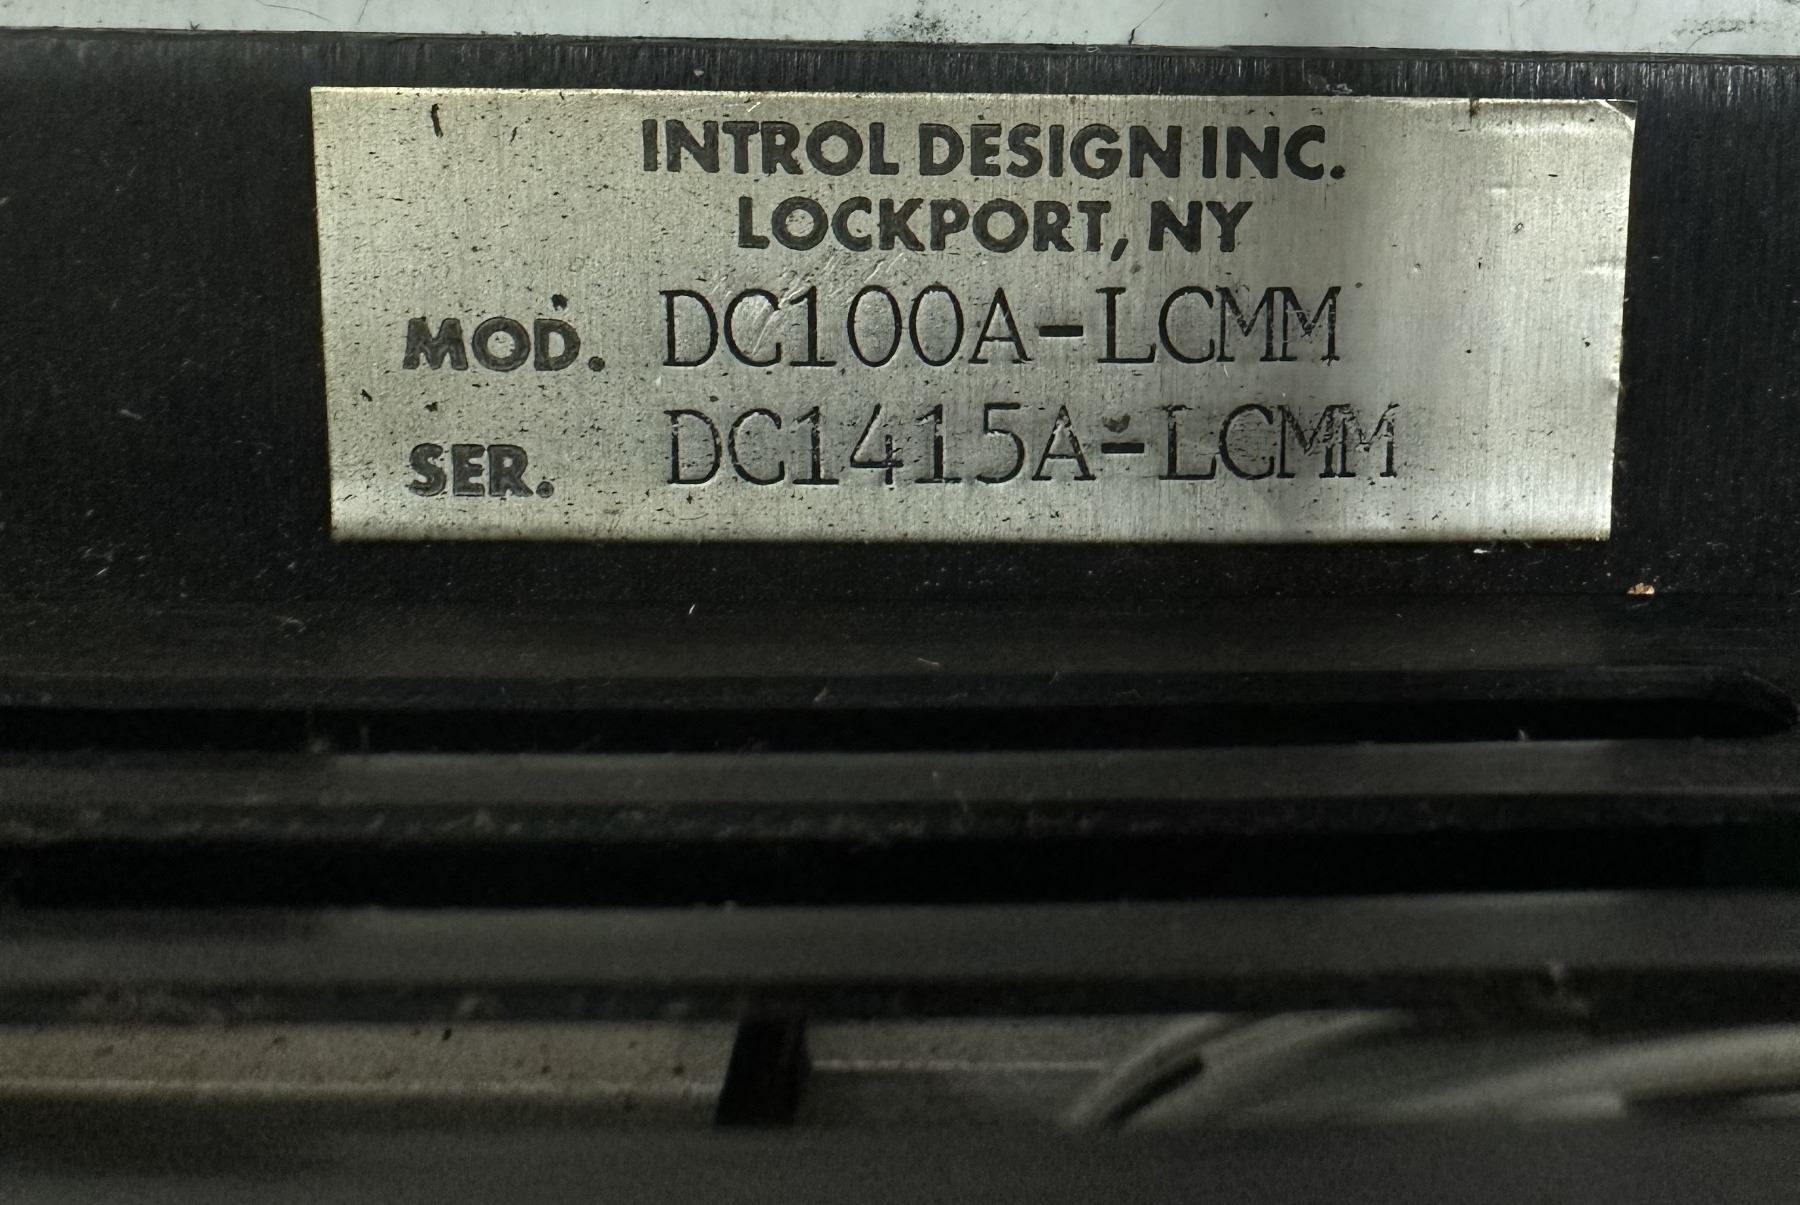 INTROL DESIGN INC.
LOCKPORT, NY
MOD. DC100A-LCMM
SER. DC1415A-LCMM